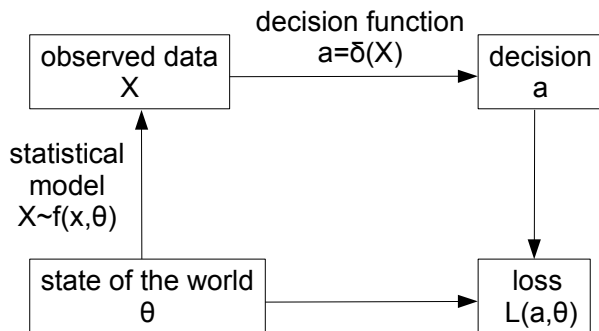 decision function
a=δ(X)
observed data
X
decision
a
statistical
model
X~f(x,θ)
state of the world
θ
loss
L(a,θ)